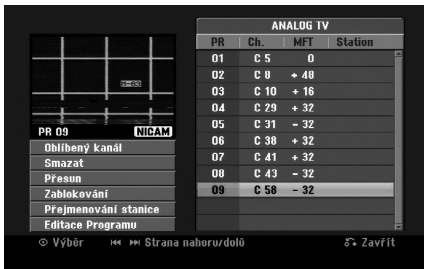 ANALOG TV
PR Ch. MFT Station
01 C 5 0
02 C 8 + 48
03 C 10 + 16
04 C 29 + 32
05 C 31 – 32
06 C 38 + 32
07 C 41 + 32
08 C 43 – 32
09 C 58 – 32
PR 09 NICAM
Oblíbený kanál
Smazat
Přesun
Zablokování
Přejmenování stanice
Editace Programu
Výběr Strana nahoru/dolů Zavřít